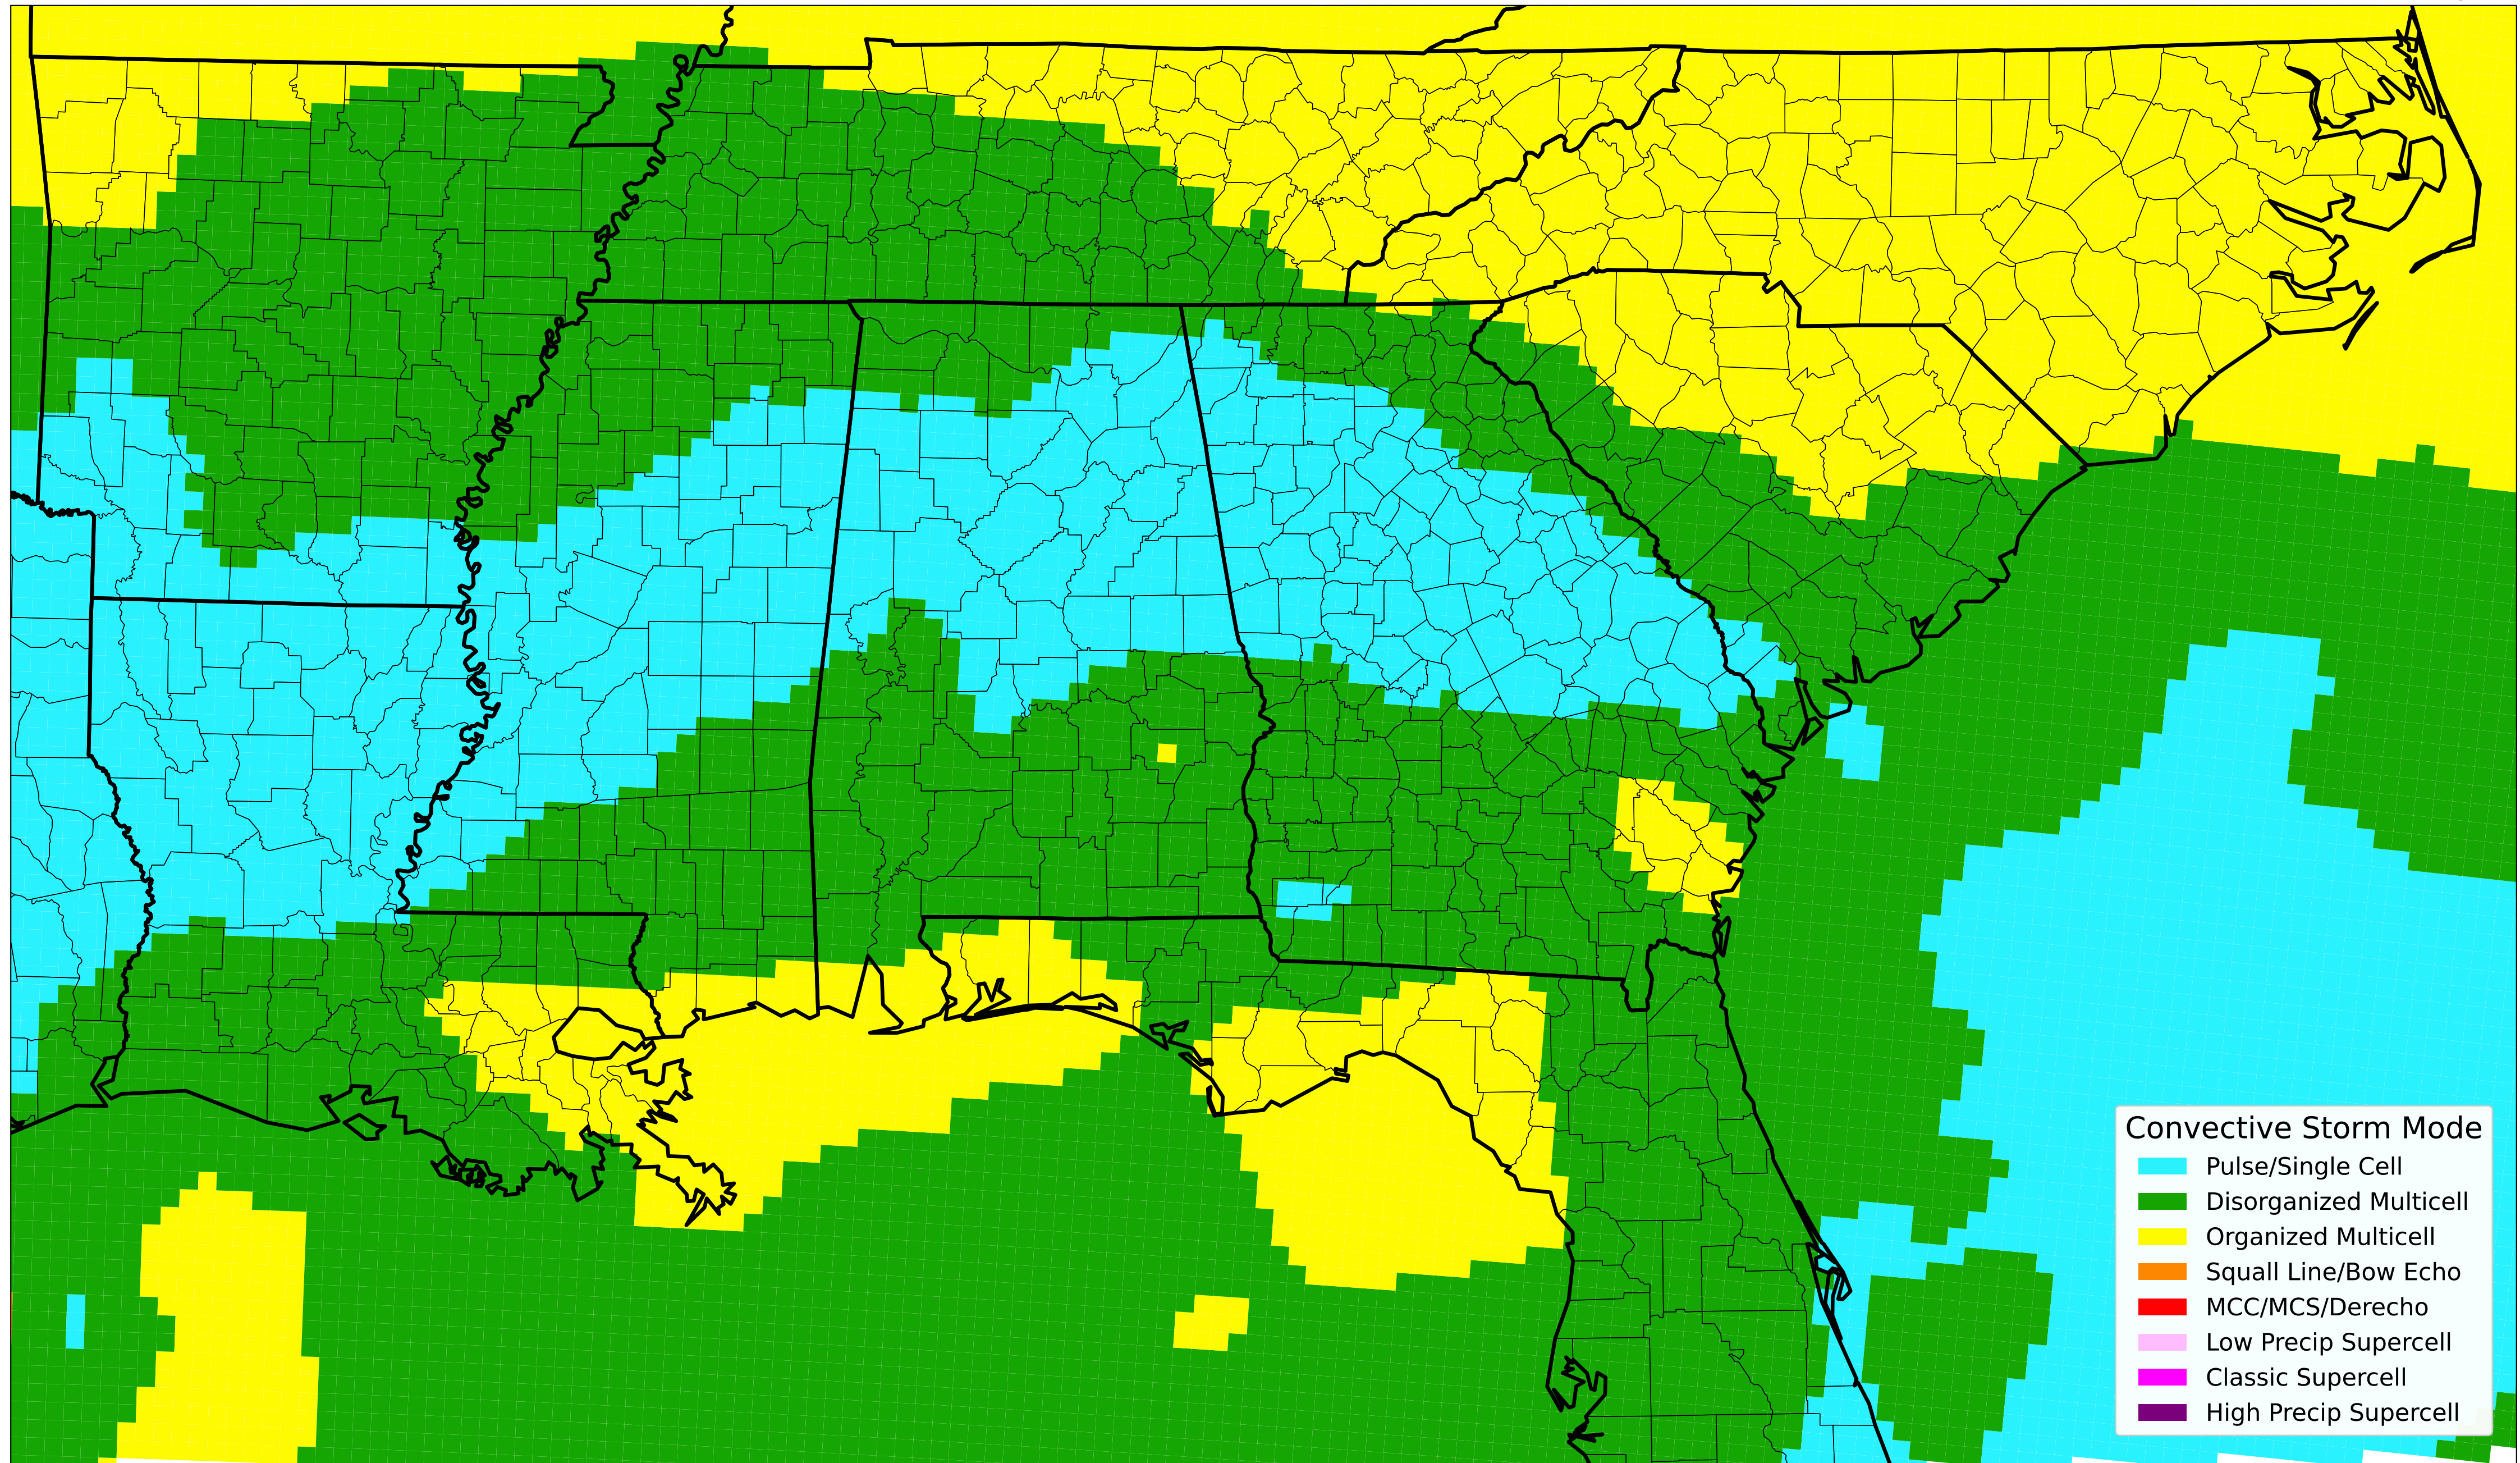 Convective Storm Mode
Pulse/Single Cell
Disorganized Multicell
Organized Multicell
Squall Line/Bow Echo
MCC/MCS/Derecho
Low Precip Supercell
Classic Supercell
High Precip Supercell